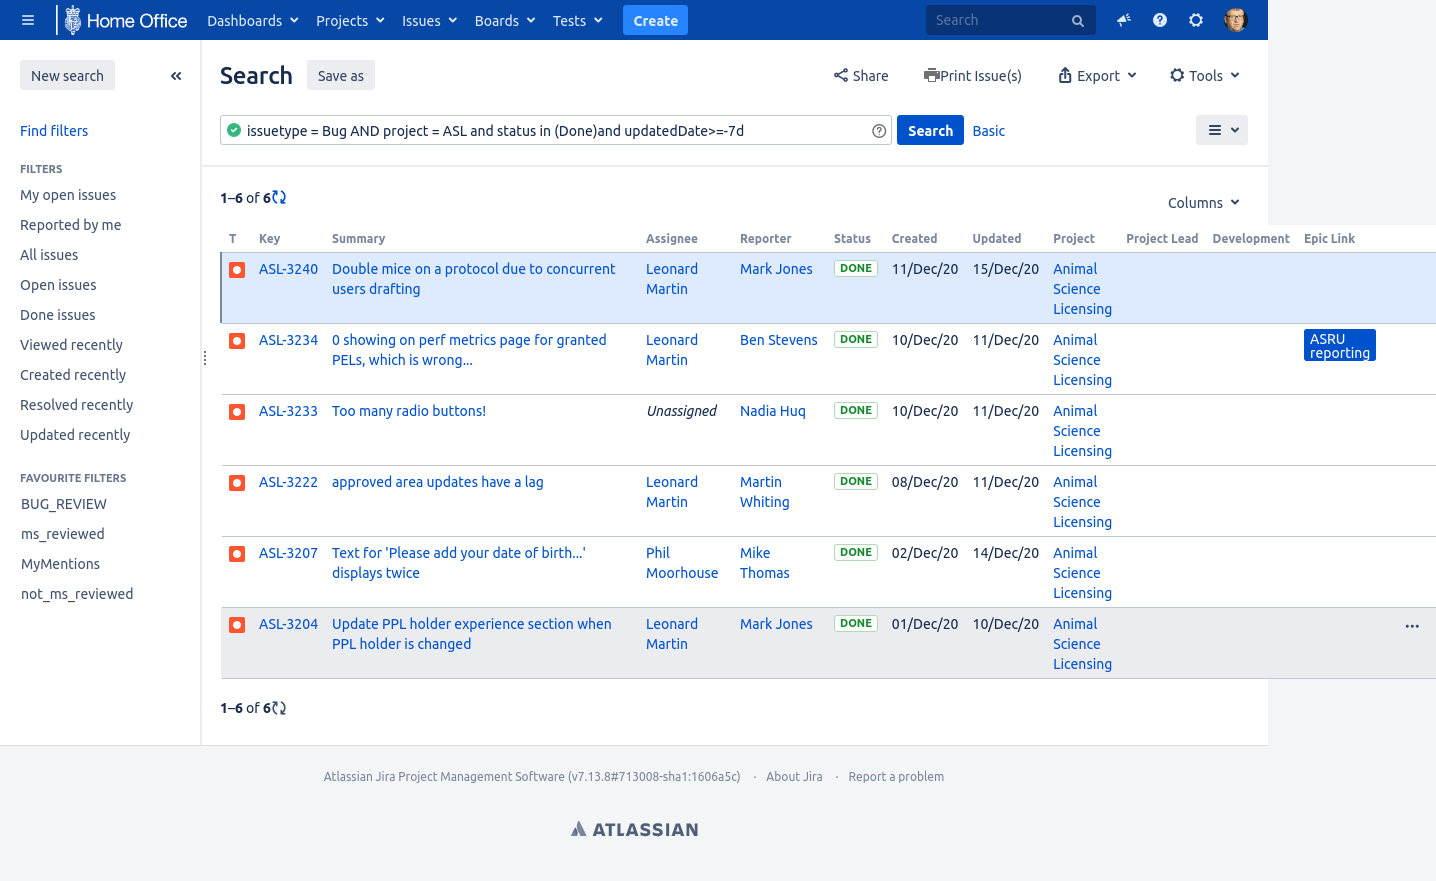 Home Office Dashboards Projects Issues Boards Tests Create Search
New search
Find filters
FILTERS
My open issues
Reported by me
All issues
Open issues
Done issues
Viewed recently
Created recently
Resolved recently
Updated recently
FAVOURITE FILTERS
BUG_REVIEW
ms_reviewed
MyMentions
not_ms_reviewed
Search Save as Share Print Issue(s) Export Tools
issuetype = Bug AND project = ASL and status in (Done)and updatedDate>=-7d Search Basic
1–6 of 6
Columns
T Key Summary Assignee Reporter Status Created Updated Project Project Lead Development Epic Link
ASL-3240 Double mice on a protocol due to concurrent Leonard Mark Jones DONE 11/Dec/20 15/Dec/20 Animal
users drafting Martin Science
Licensing
ASL-3234 0 showing on perf metrics page for granted Leonard Ben Stevens DONE 10/Dec/20 11/Dec/20 Animal ASRU
PELs, which is wrong... Martin Science reporting
Licensing
ASL-3233 Too many radio buttons! Unassigned Nadia Huq DONE 10/Dec/20 11/Dec/20 Animal
Science
Licensing
ASL-3222 approved area updates have a lag Leonard Martin DONE 08/Dec/20 11/Dec/20 Animal
Martin Whiting Science
Licensing
ASL-3207 Text for 'Please add your date of birth...' Phil Mike DONE 02/Dec/20 14/Dec/20 Animal
displays twice Moorhouse Thomas Science
Licensing
ASL-3204 Update PPL holder experience section when Leonard Mark Jones DONE 01/Dec/20 10/Dec/20 Animal
PPL holder is changed Martin Science
Licensing
1–6 of 6
Atlassian Jira Project Management Software (v7.13.8#713008-sha1:1606a5c) · About Jira · Report a problem
ATLASSIAN